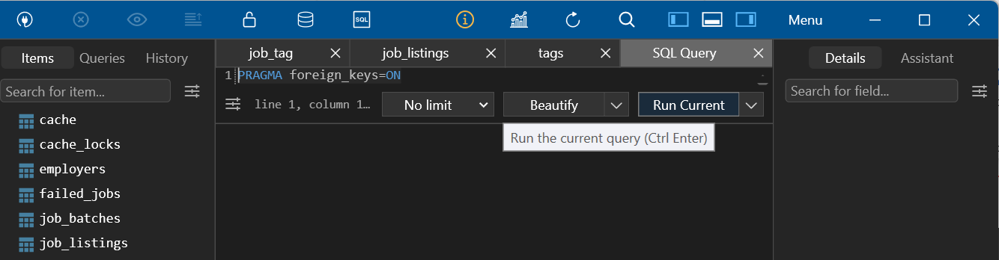 SQL
Menu
Items Queries History
job_tag job_listings tags SQL Query
Details Assistant
1 PRAGMA foreign_keys=ON
Search for item...
Search for field...
line 1, column 1… No limit Beautify Run Current
Run the current query (Ctrl Enter)
cache
cache_locks
employers
failed_jobs
job_batches
job_listings